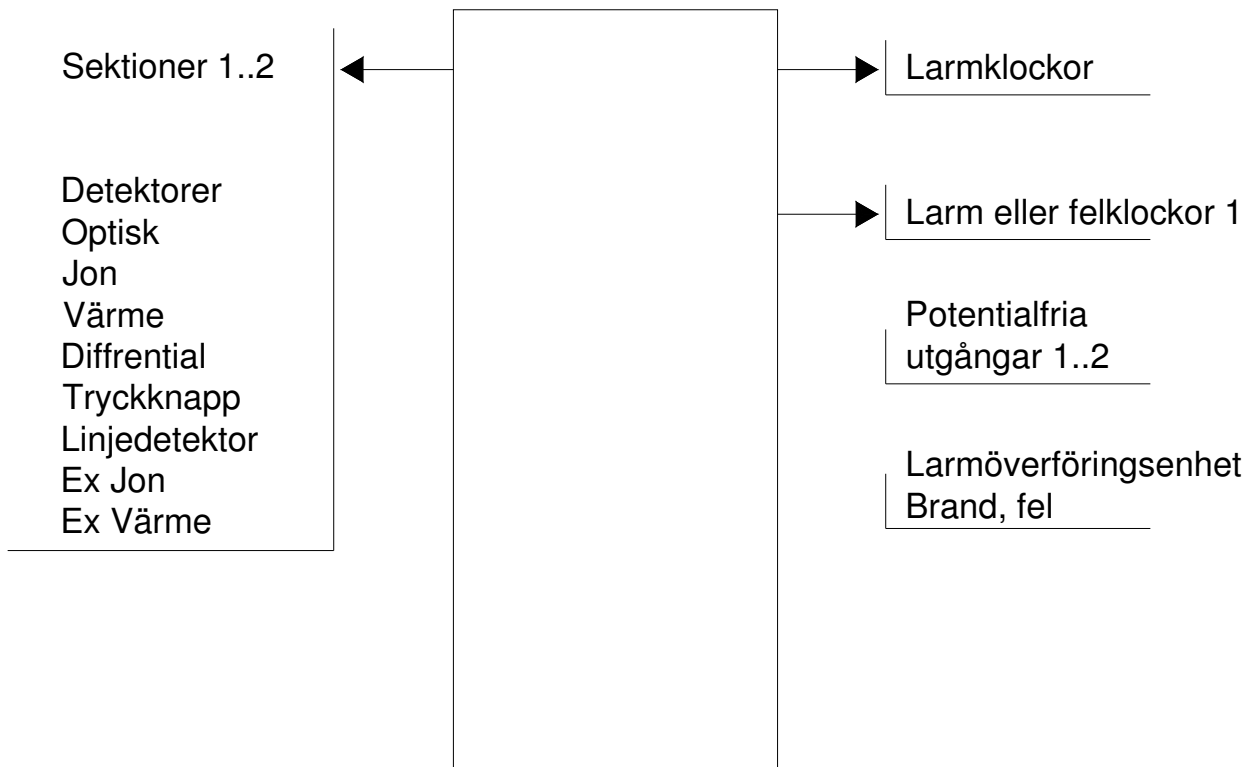 Sektioner 1..2
Detektorer
Optisk
Jon
Värme
Diffrential
Tryckknapp
Linjedetektor
Ex Jon
Ex Värme
Larmklockor
Larm eller felklockor 1
Potentialfria
utgångar 1..2
Larmöverföringsenhet
Brand, fel